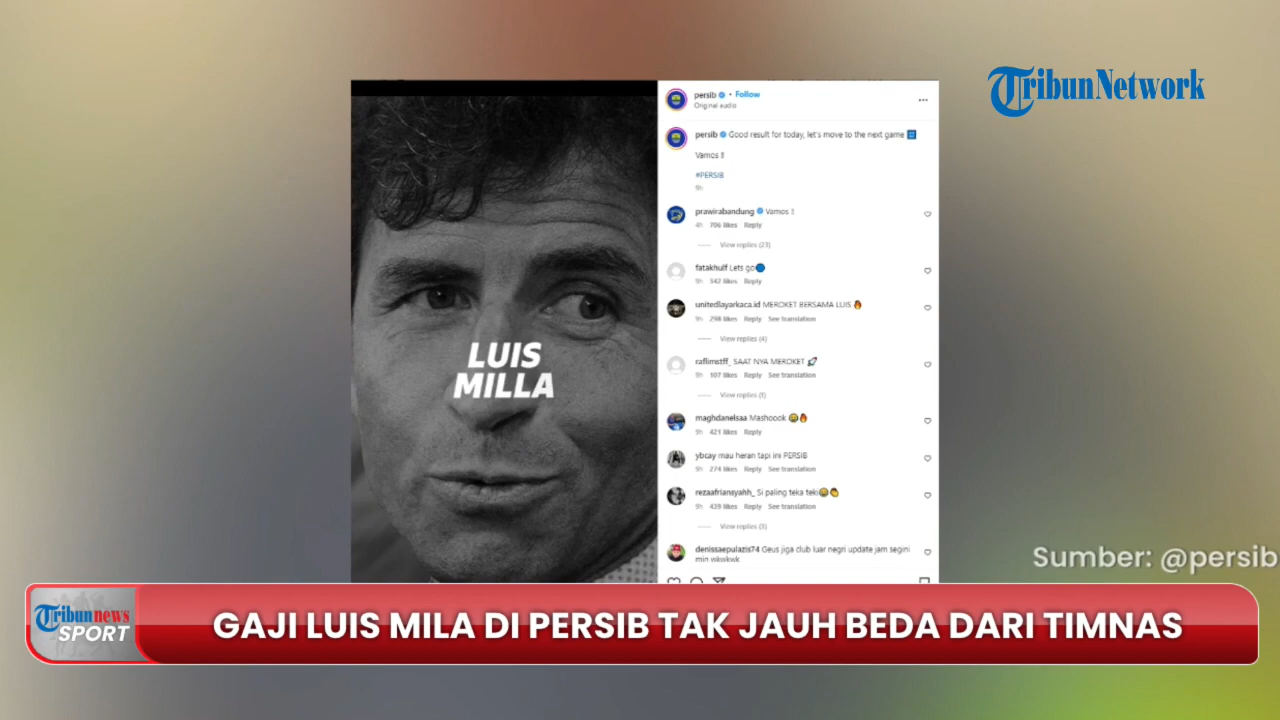 TribunNetwork
persib • Follow
Original audio
persib Good result for today, let's move to the next game
Vamos !!
#PERSIB
9h
prawirabandung Vamos !
4h 706 likes Reply
View replies (23)
fatakhulf Lets go
9h 342 likes Reply
unitedlayarkaca.id MEROKET BERSAMA LUIS
9h 298 likes Reply See translation
View replies (4)
raflimstff_ SAAT NYA MEROKET
9h 107 likes Reply See translation
View replies (1)
maghdanelsaa Mashoook
9h 421 likes Reply
ybcay mau heran tapi ini PERSIB
9h 274 likes Reply See translation
rezaafriansyahh_ Si paling teka teki
9h 439 likes Reply See translation
View replies (3)
denissaepulazis74 Geus jiga club luar negri update jam segini
min wkwkwk
LUIS
MILLA
Sumber: @persib
Tribunnews
SPORT
GAJI LUIS MILA DI PERSIB TAK JAUH BEDA DARI TIMNAS